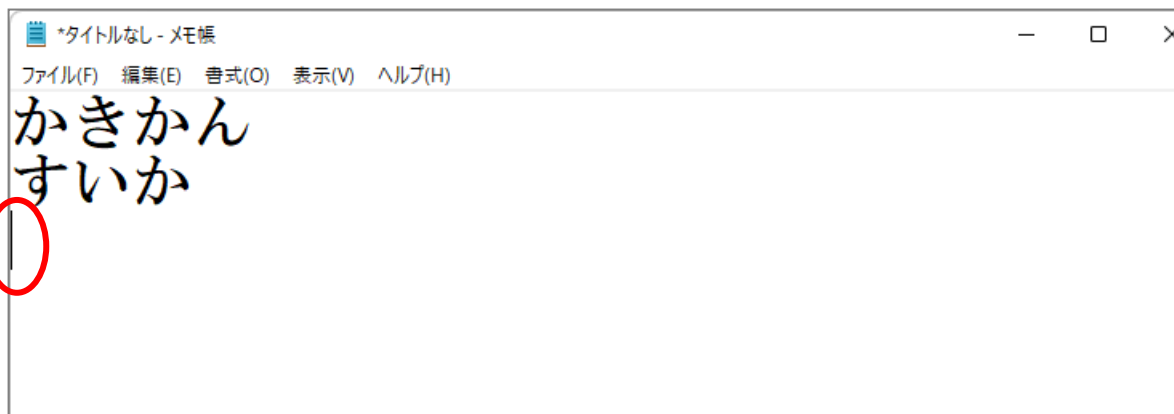 *タイトルなし - メモ帳
ファイル(F) 編集(E) 書式(O) 表示(V) ヘルプ(H)
かきかん
すいか